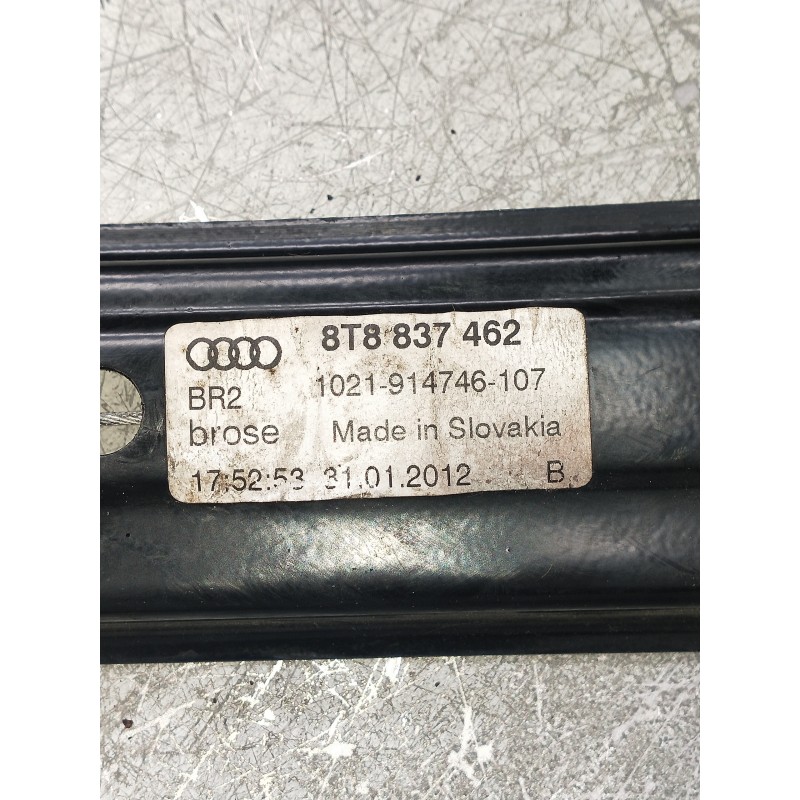 8T8 837 462
BR2 1021-914746-107
brose Made in Slovakia
17:52:53 31.01.2012 B